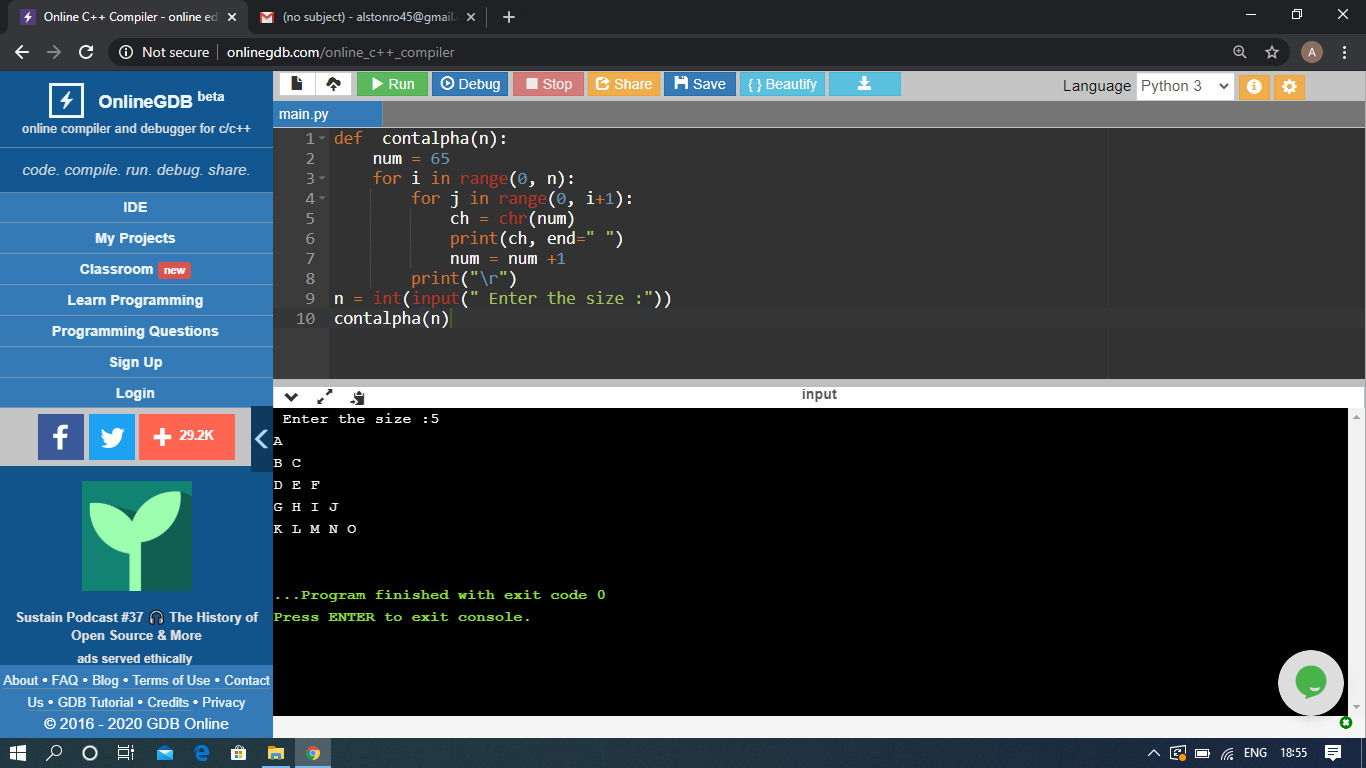 Online C++ Compiler - online ed
(no subject) - alstonro45@gmail.
Not secure | onlinegdb.com/online_c++_compiler
A
OnlineGDB beta
online compiler and debugger for c/c++
code. compile. run. debug. share.
IDE
My Projects
Classroom new
Learn Programming
Programming Questions
Sign Up
Login
f
29.2K
Sustain Podcast #37 🎧 The History of
Open Source & More
ads served ethically
About • FAQ • Blog • Terms of Use • Contact
Us • GDB Tutorial • Credits • Privacy
© 2016 - 2020 GDB Online
Run Debug Stop Share Save { } Beautify
Language Python 3
main.py
1 def  contalpha(n):
2     num = 65
3     for i in range(0, n):
4         for j in range(0, i+1):
5             ch = chr(num)
6             print(ch, end=" ")
7             num = num +1
8         print("\r")
9 n = int(input(" Enter the size :"))
10 contalpha(n)
input
 Enter the size :5
A
B C
D E F
G H I J
K L M N O
...Program finished with exit code 0
Press ENTER to exit console.
ENG 18:55